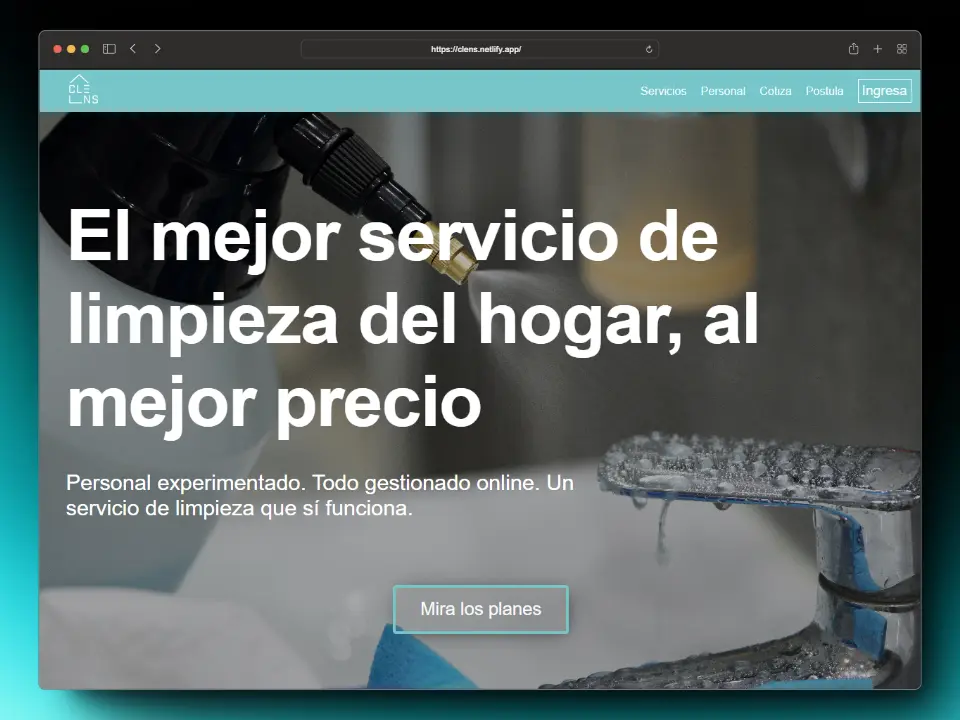 https://clens.netlify.app/
CLE
NS
Servicios Personal Cotiza Postula Ingresa
El mejor servicio de
limpieza del hogar, al
mejor precio
Personal experimentado. Todo gestionado online. Un
servicio de limpieza que sí funciona.
Mira los planes